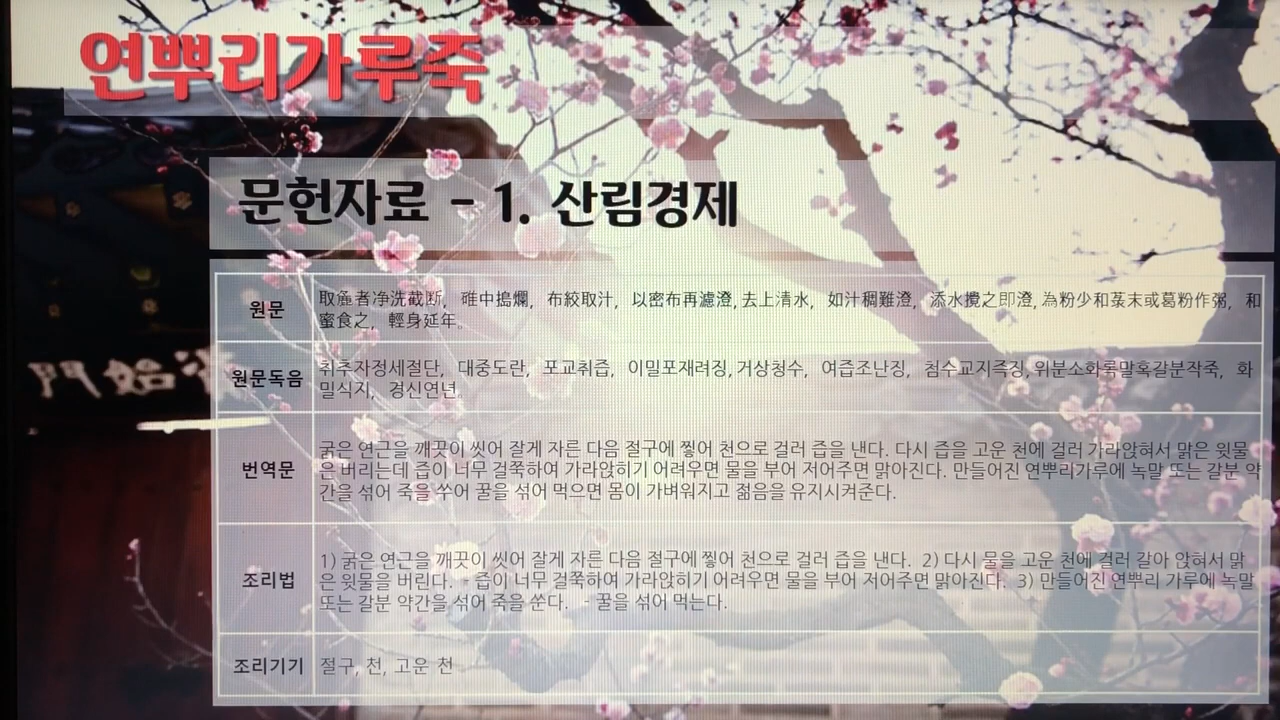 연뿌리가루죽
문헌자료 - 1. 산림경제
원문
取麄者净洗截断, 碓中搗爛, 布絞取汁, 以密布再濾澄, 去上清水, 如汁稠難澄, 添水攪之即澄, 為粉少和菉末或葛粉作粥, 和
蜜食之, 輕身延年。
원문독음
취추자정세절단, 대중도란, 포교취즙, 이밀포재려징, 거상청수, 여즙조난징, 첨수교지즉징, 위분소화록말혹갈분작죽, 화
밀식지, 경신연년.
번역문
굵은 연근을 깨끗이 씻어 잘게 자른 다음 절구에 찧어 천으로 걸러 즙을 낸다. 다시 즙을 고운 천에 걸러 가라앉혀서 맑은 윗물
은 버리는데 즙이 너무 걸쭉하여 가라앉히기 어려우면 물을 부어 저어주면 맑아진다. 만들어진 연뿌리가루에 녹말 또는 갈분 약
간을 섞어 죽을 쑤어 꿀을 섞어 먹으면 몸이 가벼워지고 젊음을 유지시켜준다.
조리법
1) 굵은 연근을 깨끗이 씻어 잘게 자른 다음 절구에 찧어 천으로 걸러 즙을 낸다. 2) 다시 물을 고운 천에 걸러 갈아 앉혀서 맑
은 윗물을 버린다. - 즙이 너무 걸쭉하여 가라앉히기 어려우면 물을 부어 저어주면 맑아진다. 3) 만들어진 연뿌리 가루에 녹말
또는 갈분 약간을 섞어 죽을 쑨다. - 꿀을 섞어 먹는다.
조리기기
절구, 천, 고운 천
門始